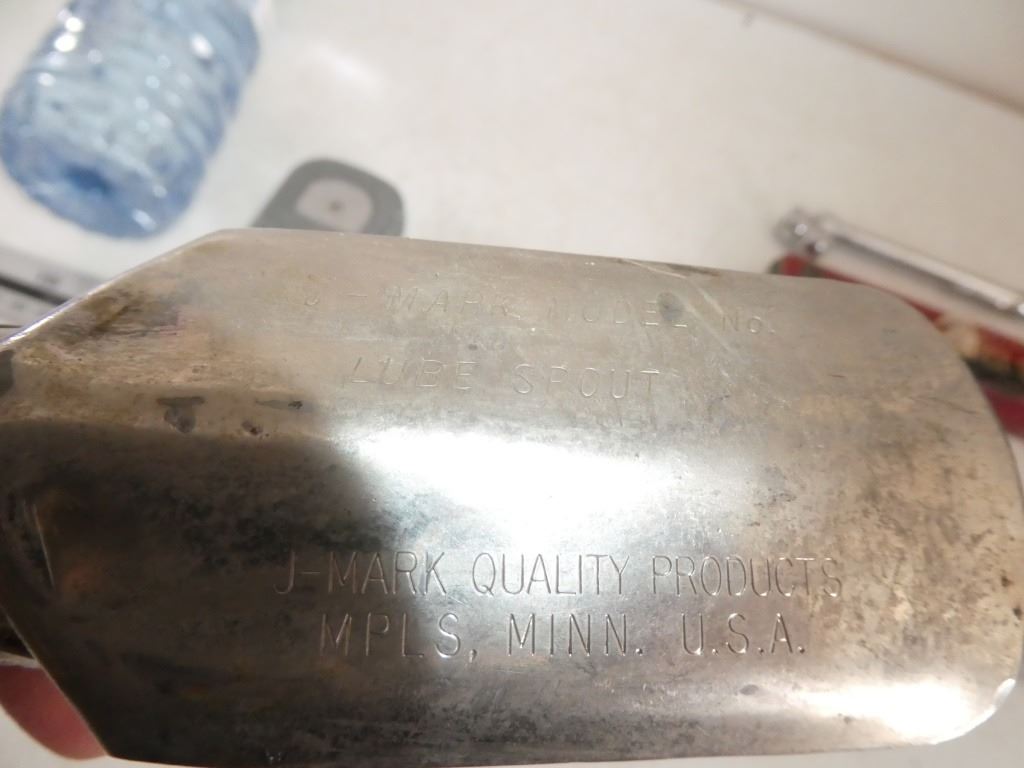 J-MARK MODEL No.
LUBE SPOUT
J-MARK QUALITY PRODUCTS
MPLS, MINN. U.S.A.